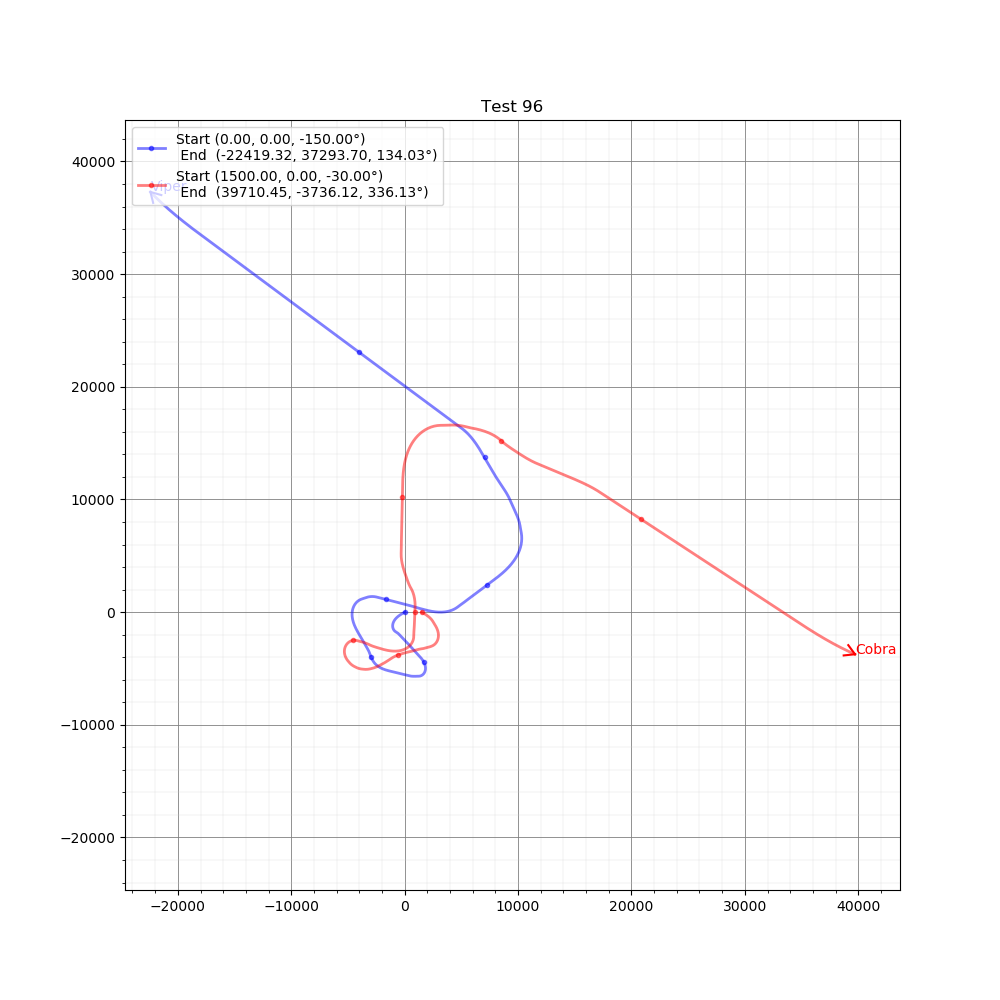 Test 96
Start (0.00, 0.00, -150.00°)
End (-22419.32, 37293.70, 134.03°)
Start (1500.00, 0.00, -30.00°)
End (39710.45, -3736.12, 336.13°)
Viper
Cobra
40000
30000
20000
10000
0
−10000
−20000
−20000 −10000 0 10000 20000 30000 40000